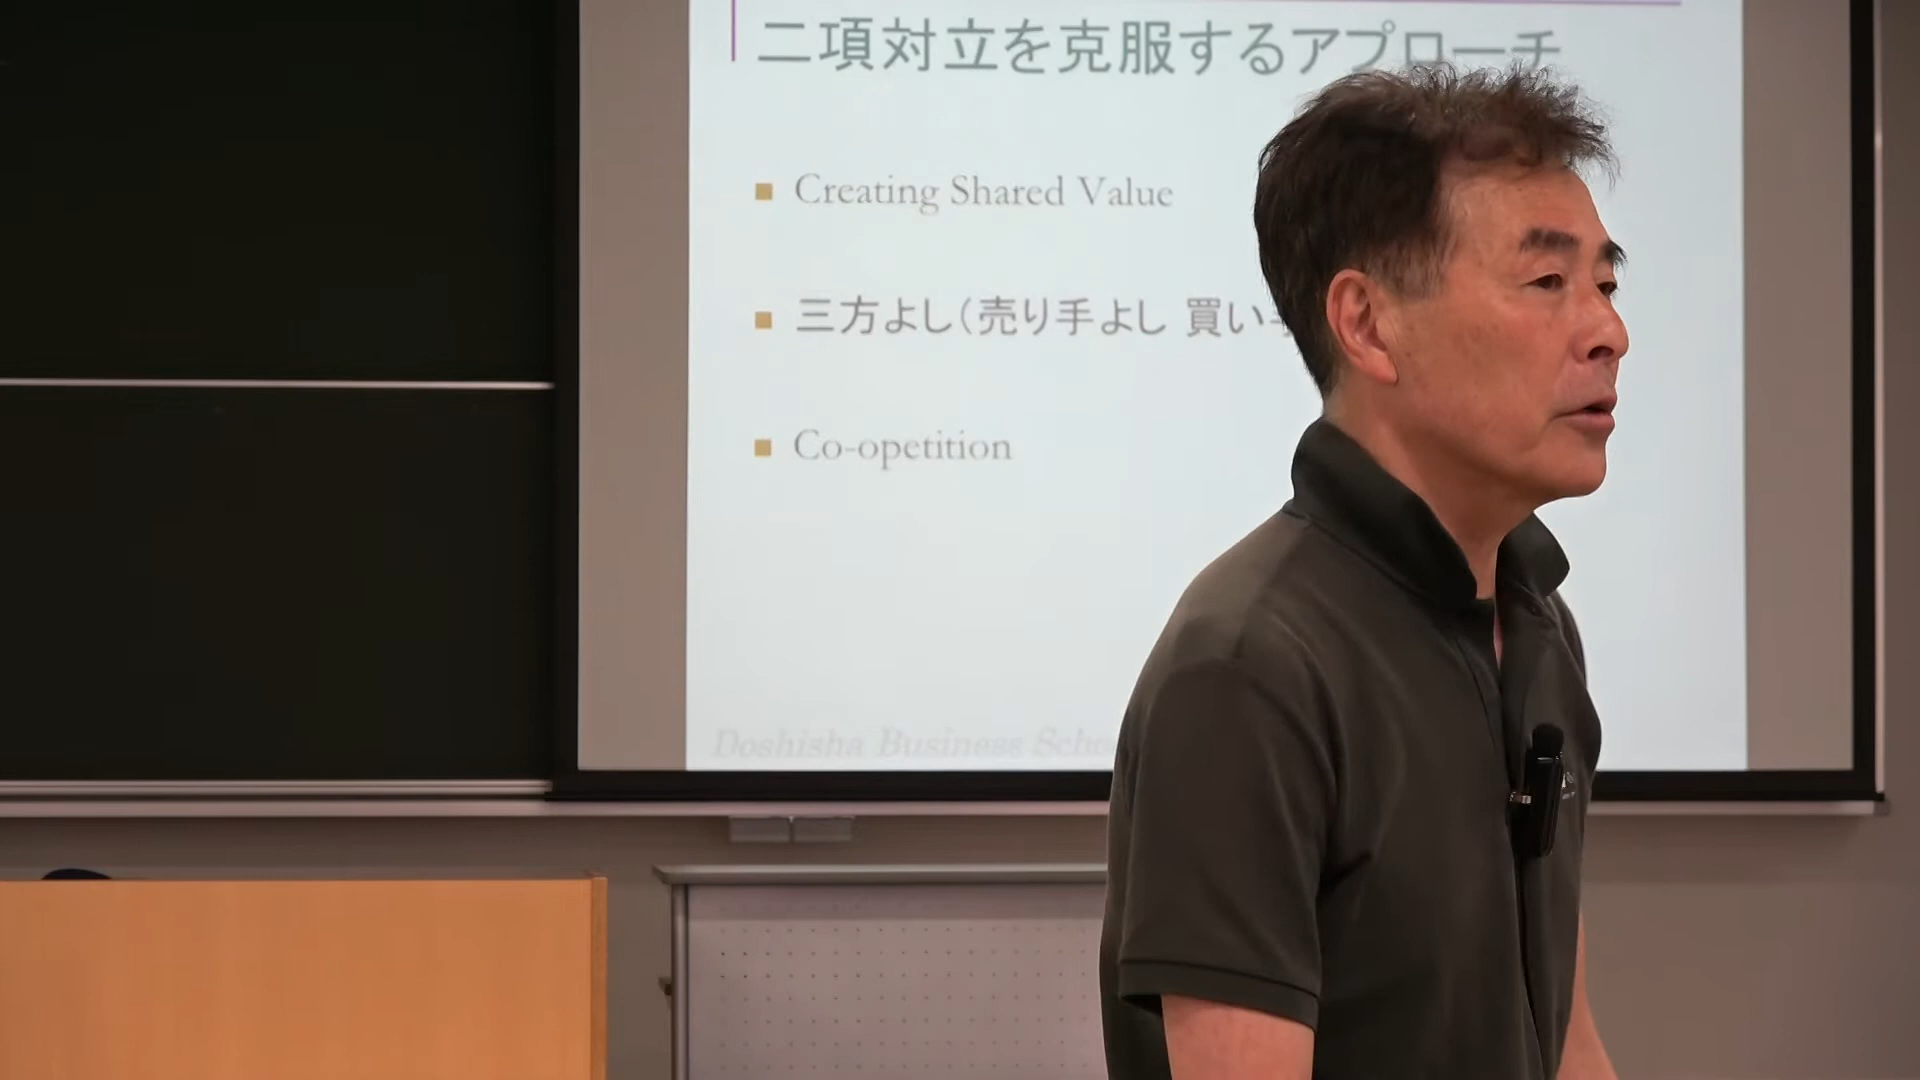 二項対立を克服するアプローチ
Creating Shared Value
三方よし(売り手よし 買い
Co-opetition
Doshisha Business